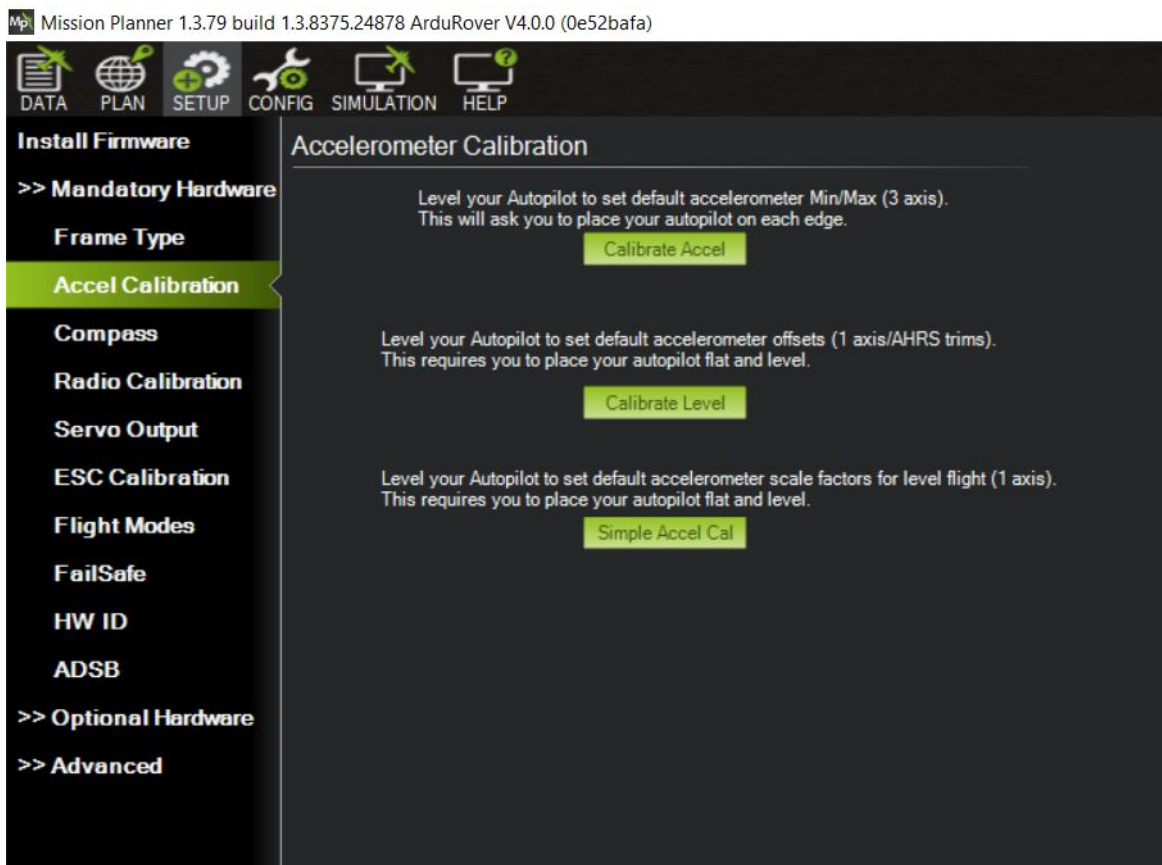 Mission Planner 1.3.79 build 1.3.8375.24878 ArduRover V4.0.0 (0e52bafa)
DATA PLAN SETUP CONFIG SIMULATION HELP
Install Firmware
>> Mandatory Hardware
Frame Type
Accel Calibration
Compass
Radio Calibration
Servo Output
ESC Calibration
Flight Modes
FailSafe
HW ID
ADSB
>> Optional Hardware
>> Advanced
Accelerometer Calibration
Level your Autopilot to set default accelerometer Min/Max (3 axis).
This will ask you to place your autopilot on each edge.
Calibrate Accel
Level your Autopilot to set default accelerometer offsets (1 axis/AHRS trims).
This requires you to place your autopilot flat and level.
Calibrate Level
Level your Autopilot to set default accelerometer scale factors for level flight (1 axis).
This requires you to place your autopilot flat and level.
Simple Accel Cal